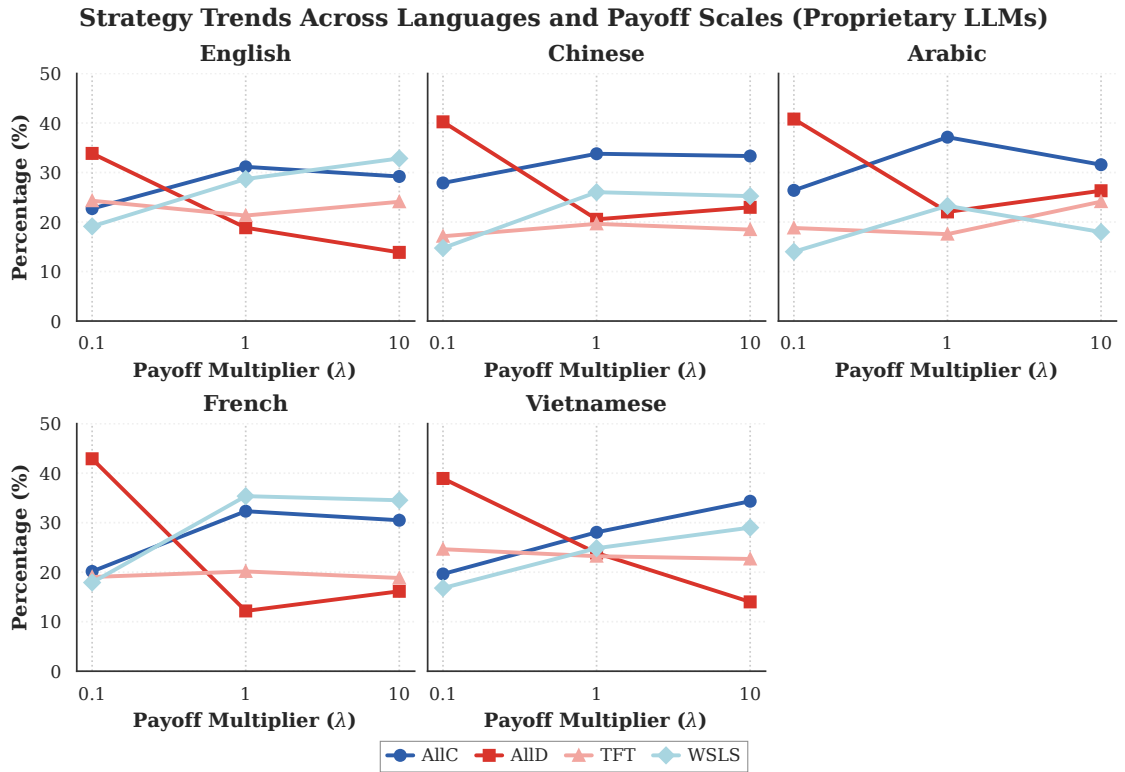 Strategy Trends Across Languages and Payoff Scales (Proprietary LLMs)
English
Chinese
Arabic
Percentage (%)
50
40
30
20
10
0
0.1 1 10
0.1 1 10
0.1 1 10
Payoff Multiplier (λ)
Payoff Multiplier (λ)
Payoff Multiplier (λ)
French
Vietnamese
Percentage (%)
50
40
30
20
10
0
0.1 1 10
0.1 1 10
Payoff Multiplier (λ)
Payoff Multiplier (λ)
AllC AllD TFT WSLS